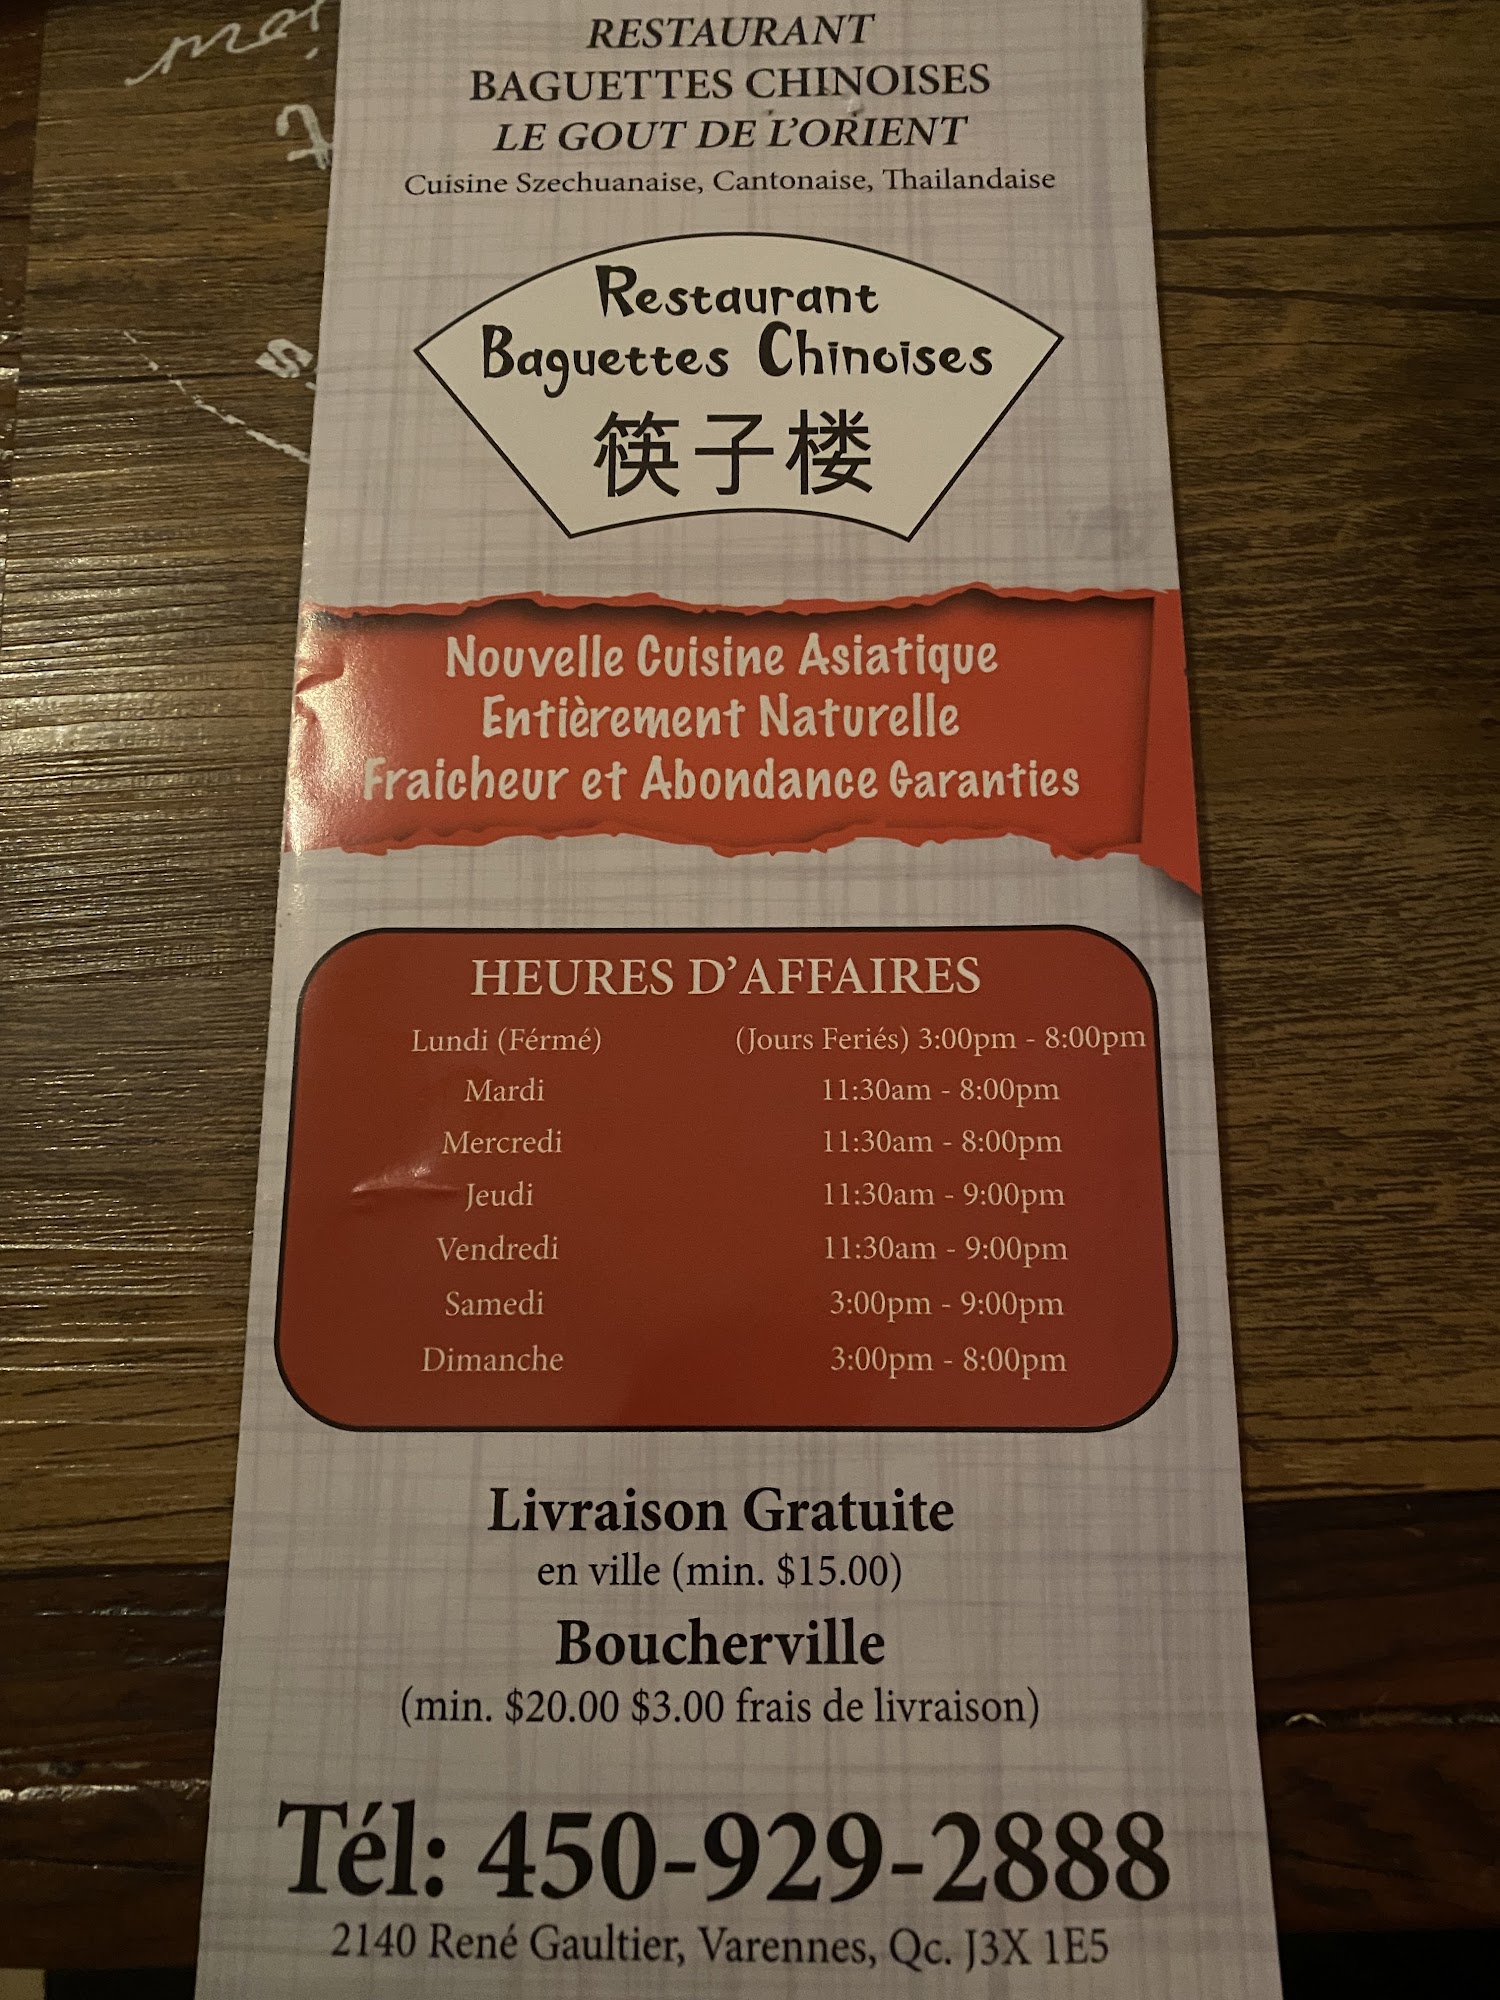 RESTAURANT
BAGUETTES CHINOISES
LE GOUT DE L'ORIENT
Cuisine Szechuanaise, Cantonaise, Thailandaise
Restaurant
Baguettes Chinoises
筷子楼
Nouvelle Cuisine Asiatique
Entièrement Naturelle
Fraicheur et Abondance Garanties
HEURES D'AFFAIRES
Lundi (Férmé) (Jours Feriés) 3:00pm - 8:00pm
Mardi 11:30am - 8:00pm
Mercredi 11:30am - 8:00pm
Jeudi 11:30am - 9:00pm
Vendredi 11:30am - 9:00pm
Samedi 3:00pm - 9:00pm
Dimanche 3:00pm - 8:00pm
Livraison Gratuite
en ville (min. $15.00)
Boucherville
(min. $20.00 $3.00 frais de livraison)
Tél: 450-929-2888
2140 René Gaultier, Varennes, Qc. J3X 1E5